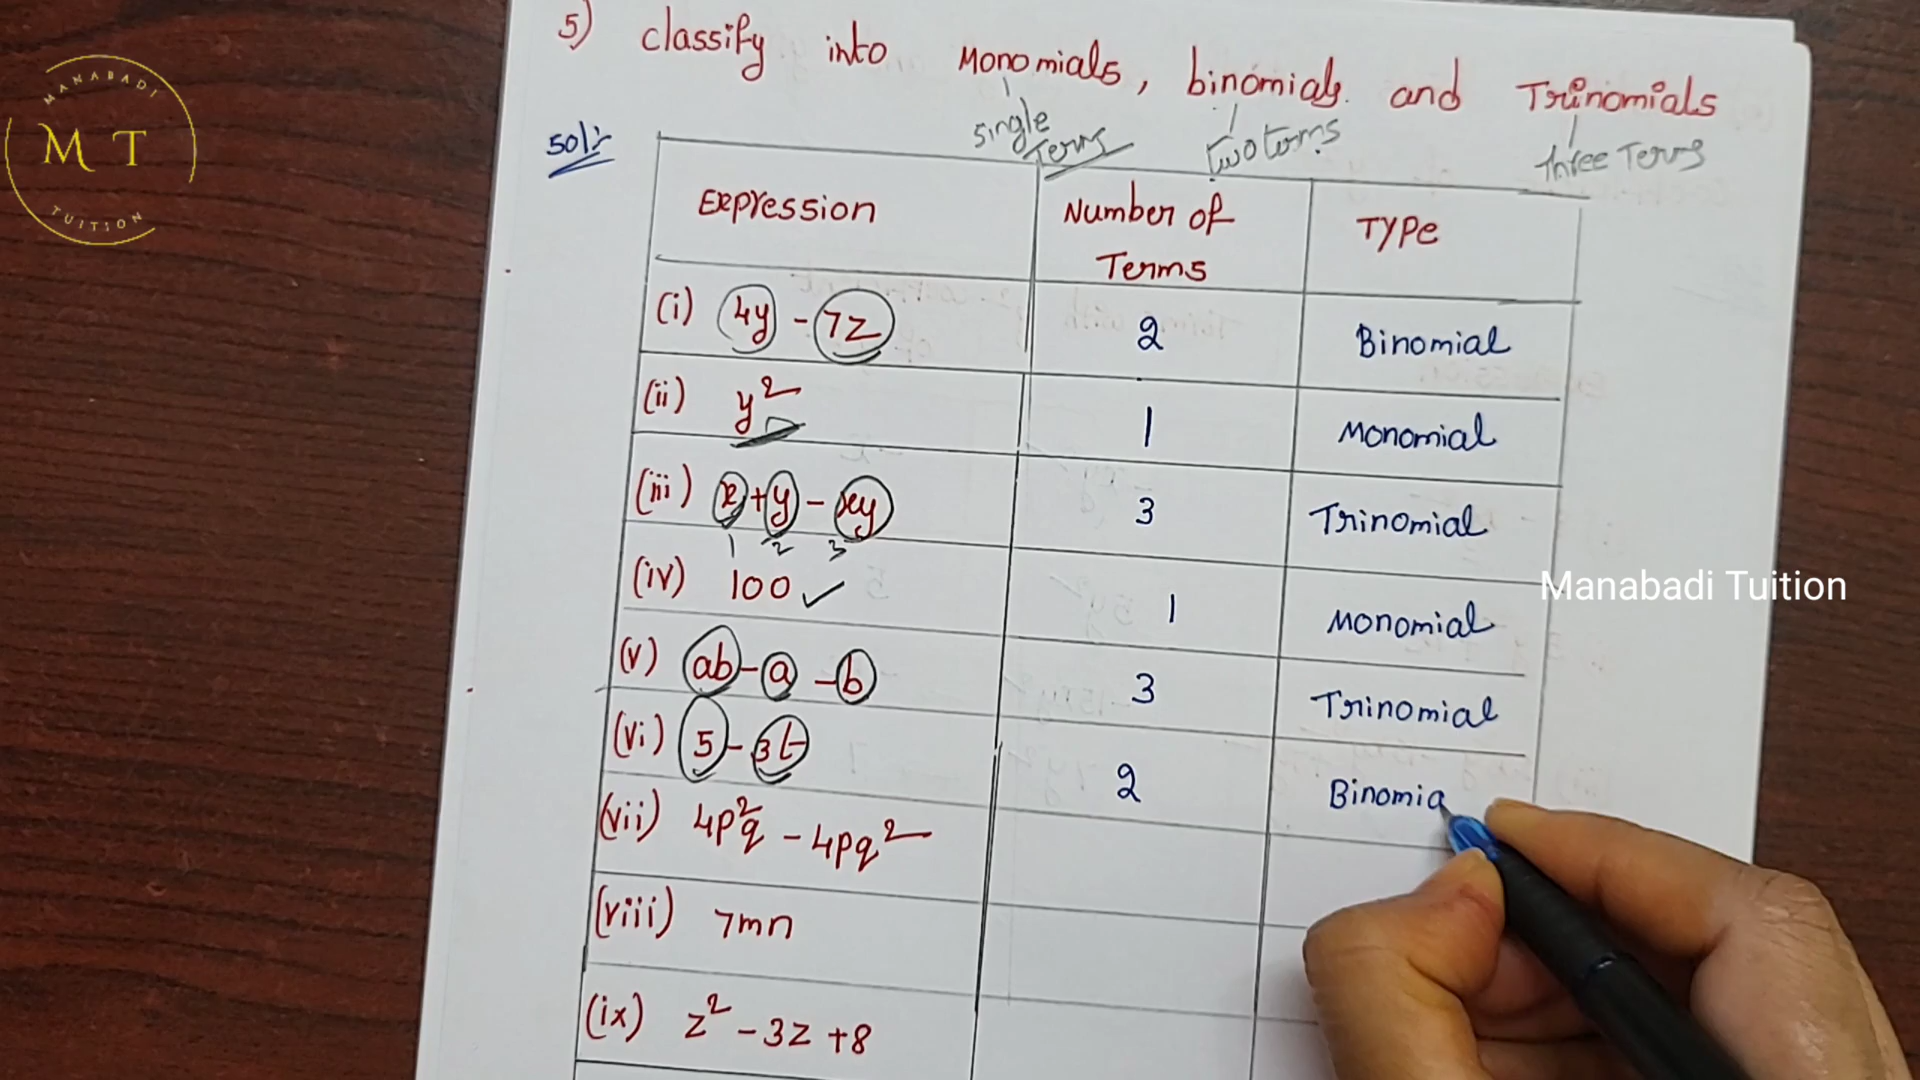 MANABADI
M T
TUITION
5) classify into Monomials, binomials. and Trinomials
Single Terms
Two terms
three Terms
Sol:-
Expression Number of Terms TYPe
(i) 4y - 7z 2 Binomial
(ii) y² 1 Monomial
(iii) x + y - xy 3 Trinomial
1 2 3
(iv) 100 ✓ 1 Monomial
Manabadi Tuition
(v) ab - a - b 3 Trinomial
(vi) 5 - 3t 2 Binomia
(vii) 4p²q - 4pq²
(viii) 7mn
(ix) z² - 3z + 8